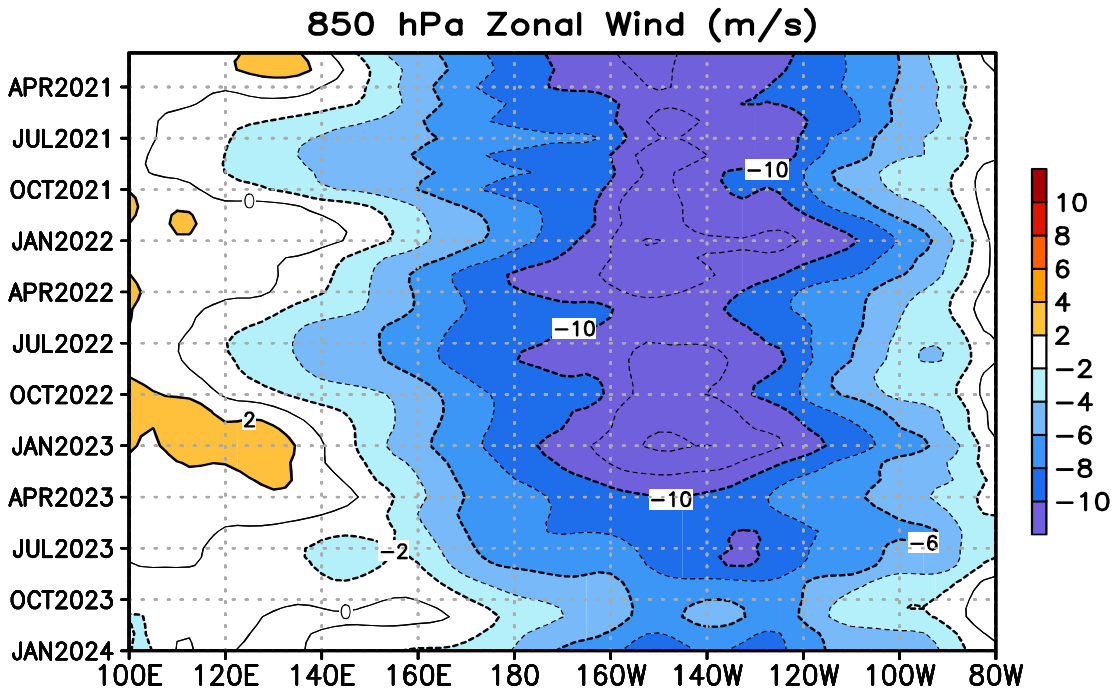 850 hPa Zonal Wind (m/s)
APR2021
JUL2021
−10
OCT2021
0
10
JAN2022
8
6
APR2022
4
−10
2
JUL2022
−2
OCT2022
−4
2
−6
JAN2023
−8
APR2023
−10
−10
JUL2023
−2
−6
OCT2023
0
JAN2024
100E 120E 140E 160E 180 160W 140W 120W 100W 80W